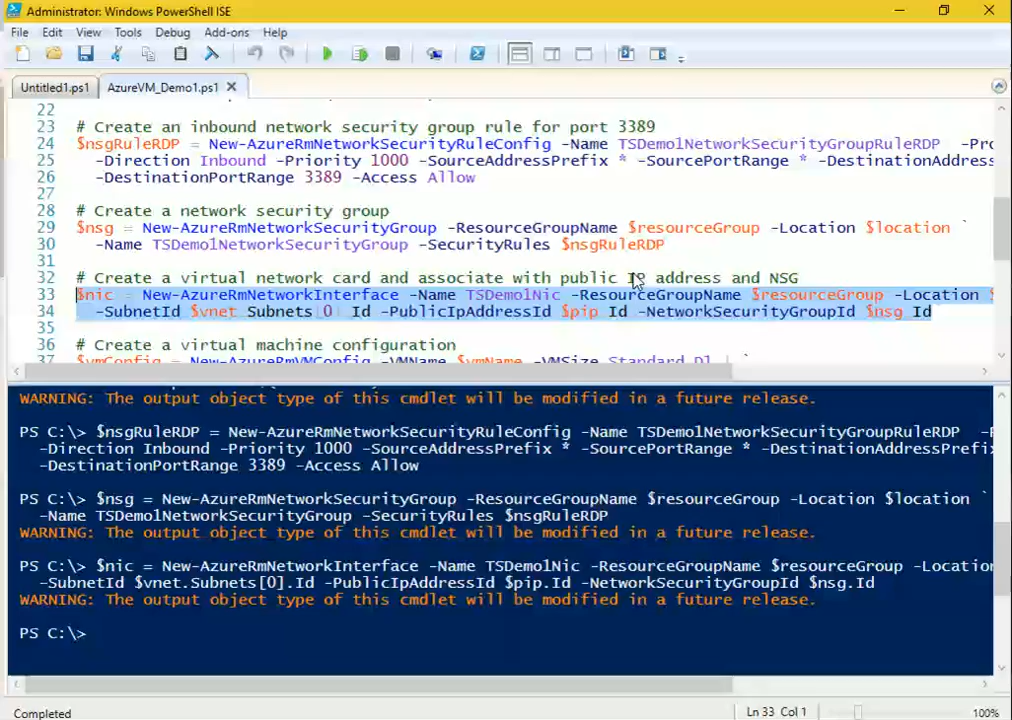 Administrator: Windows PowerShell ISE
File Edit View Tools Debug Add-ons Help
Untitled1.ps1 AzureVM_Demo1.ps1
22
23 # Create an inbound network security group rule for port 3389
24 $nsgRuleRDP = New-AzureRmNetworkSecurityRuleConfig -Name TSDemo1NetworkSecurityGroupRuleRDP -Pro
25 -Direction Inbound -Priority 1000 -SourceAddressPrefix * -SourcePortRange * -DestinationAddress
26 -DestinationPortRange 3389 -Access Allow
27
28 # Create a network security group
29 $nsg = New-AzureRmNetworkSecurityGroup -ResourceGroupName $resourceGroup -Location $location `
30 -Name TSDemo1NetworkSecurityGroup -SecurityRules $nsgRuleRDP
31
32 # Create a virtual network card and associate with public IP address and NSG
33 $nic = New-AzureRmNetworkInterface -Name TSDemo1Nic -ResourceGroupName $resourceGroup -Location $
34 -SubnetId $vnet Subnets[0] Id -PublicIpAddressId $pip Id -NetworkSecurityGroupId $nsg Id
35
36 # Create a virtual machine configuration
37 $vmConfig = New-AzureRmVMConfig -VMName $vmName -VMSize Standard_D1 | `
WARNING: The output object type of this cmdlet will be modified in a future release.
PS C:\> $nsgRuleRDP = New-AzureRmNetworkSecurityRuleConfig -Name TSDemo1NetworkSecurityGroupRuleRDP -P
-Direction Inbound -Priority 1000 -SourceAddressPrefix * -SourcePortRange * -DestinationAddressPrefix
-DestinationPortRange 3389 -Access Allow
PS C:\> $nsg = New-AzureRmNetworkSecurityGroup -ResourceGroupName $resourceGroup -Location $location `
-Name TSDemo1NetworkSecurityGroup -SecurityRules $nsgRuleRDP
WARNING: The output object type of this cmdlet will be modified in a future release.
PS C:\> $nic = New-AzureRmNetworkInterface -Name TSDemo1Nic -ResourceGroupName $resourceGroup -Location
-SubnetId $vnet.Subnets[0].Id -PublicIpAddressId $pip.Id -NetworkSecurityGroupId $nsg.Id
WARNING: The output object type of this cmdlet will be modified in a future release.
PS C:\>
Completed Ln 33 Col 1 100%